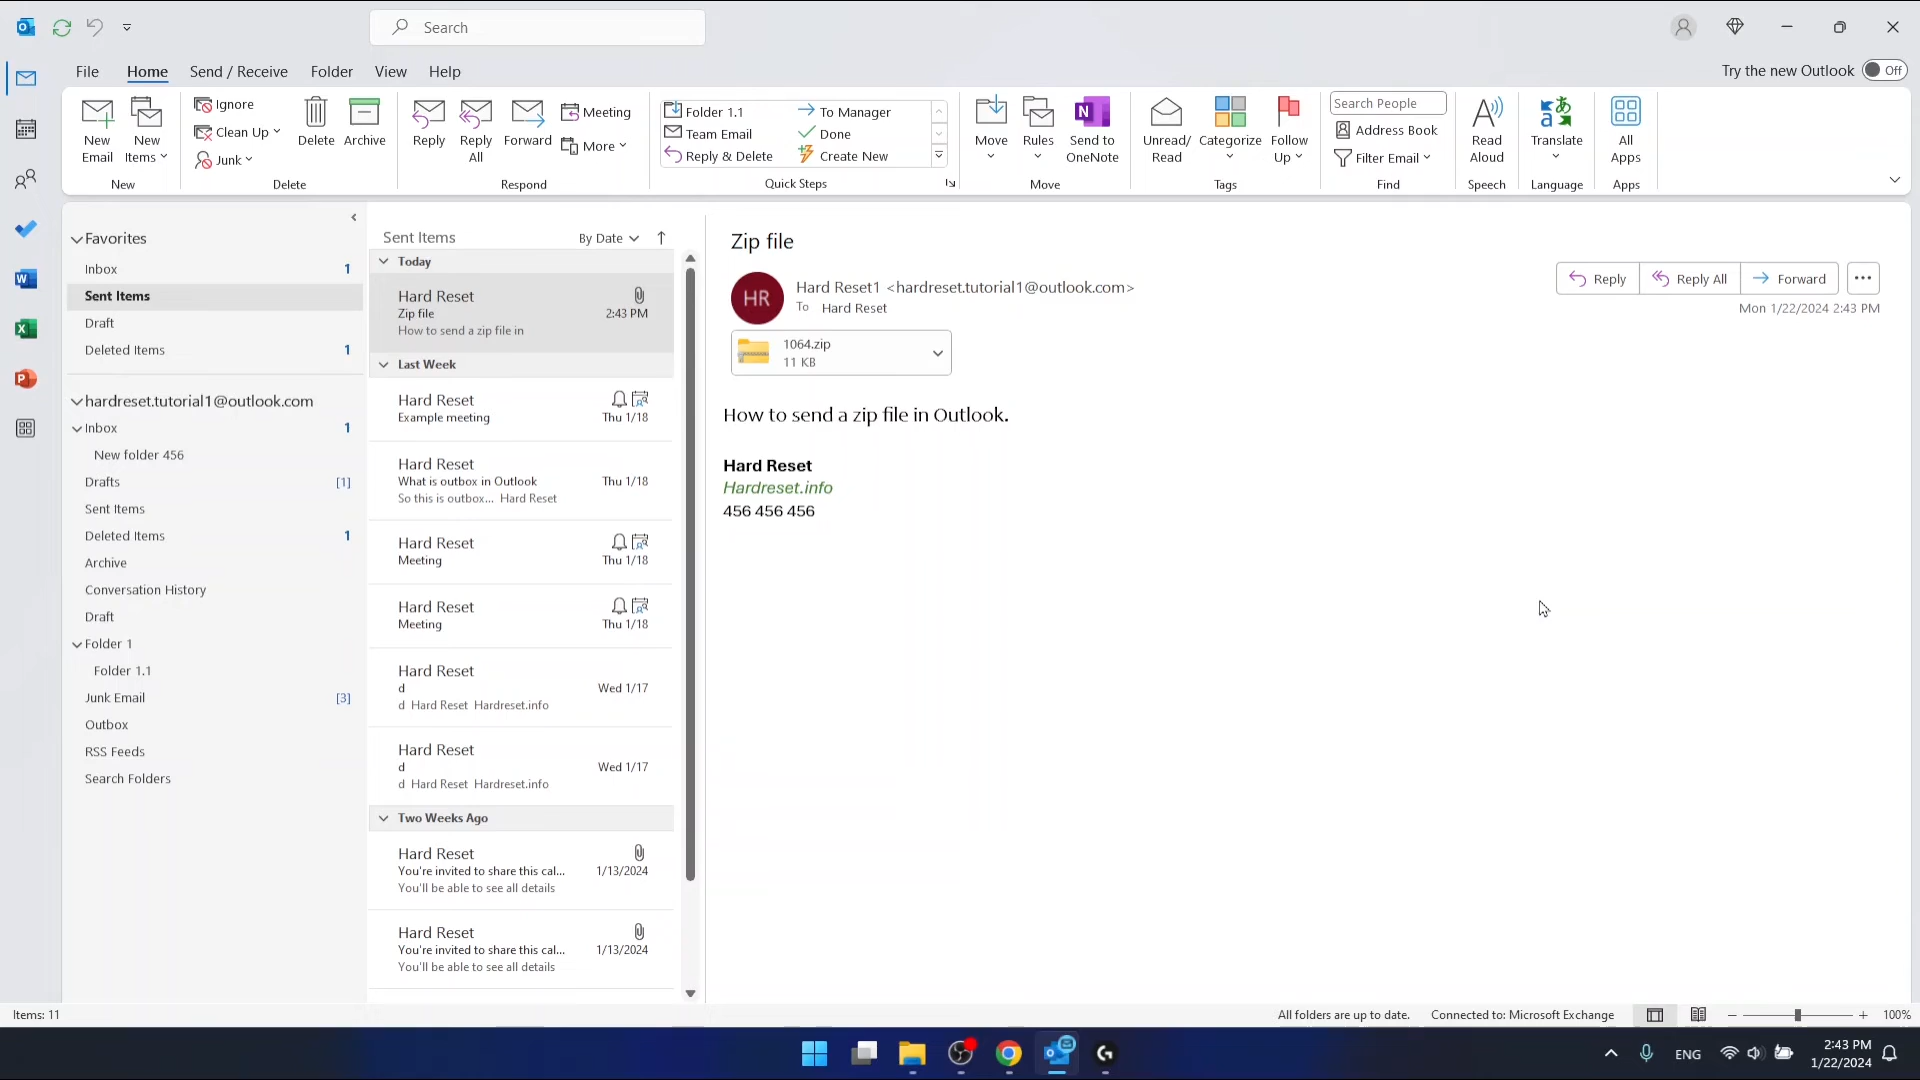 Search
File Home Send / Receive Folder View Help
Try the new Outlook Off
New Email
New Items
New
Ignore
Clean Up
Junk
Delete
Archive
Delete
Reply
Reply All
Forward
Meeting
More
Respond
Folder 1.1
Team Email
Reply & Delete
To Manager
Done
Create New
Quick Steps
Move
Rules
Send to OneNote
Move
Unread/ Read
Categorize
Follow Up
Tags
Search People
Address Book
Filter Email
Find
Read Aloud
Speech
Translate
Language
All Apps
Apps
Favorites
Inbox 1
Sent Items
Draft
Deleted Items 1
hardreset.tutorial1@outlook.com
Inbox 1
New folder 456
Drafts [1]
Sent Items
Deleted Items 1
Archive
Conversation History
Draft
Folder 1
Folder 1.1
Junk Email [3]
Outbox
RSS Feeds
Search Folders
Sent Items By Date
Today
Hard Reset
Zip file 2:43 PM
How to send a zip file in
Last Week
Hard Reset
Example meeting Thu 1/18
Hard Reset
What is outbox in Outlook Thu 1/18
So this is outbox... Hard Reset
Hard Reset
Meeting Thu 1/18
Hard Reset
Meeting Thu 1/18
Hard Reset
d Wed 1/17
d Hard Reset Hardreset.info
Hard Reset
d Wed 1/17
d Hard Reset Hardreset.info
Two Weeks Ago
Hard Reset
You're invited to share this cal... 1/13/2024
You'll be able to see all details
Hard Reset
You're invited to share this cal... 1/13/2024
You'll be able to see all details
Zip file
HR
Hard Reset1 <hardreset.tutorial1@outlook.com>
To Hard Reset
Reply Reply All Forward
Mon 1/22/2024 2:43 PM
1064.zip
11 KB
How to send a zip file in Outlook.
Hard Reset
Hardreset.info
456 456 456
Items: 11 All folders are up to date. Connected to: Microsoft Exchange 100%
ENG
2:43 PM
1/22/2024